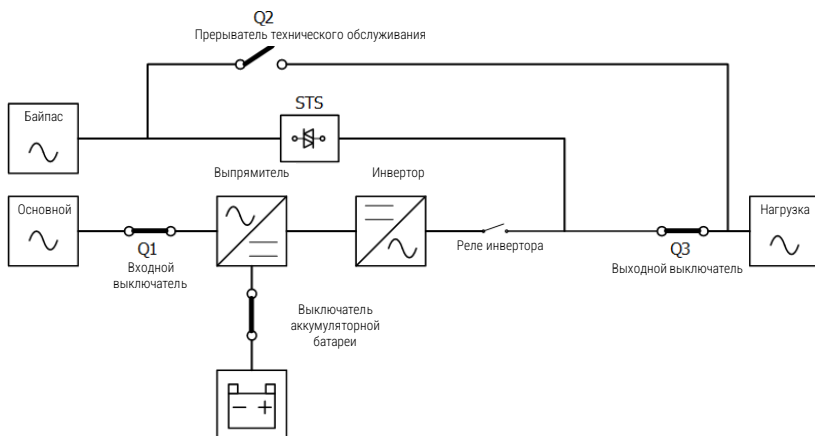 Q2
Прерыватель технического обслуживания
STS
Байпас
Выпрямитель
Инвертор
Основной
Нагрузка
Q1
Входной
выключатель
Реле инвертора
Q3
Выходной выключатель
Выключатель
аккумуляторной
батареи
− +